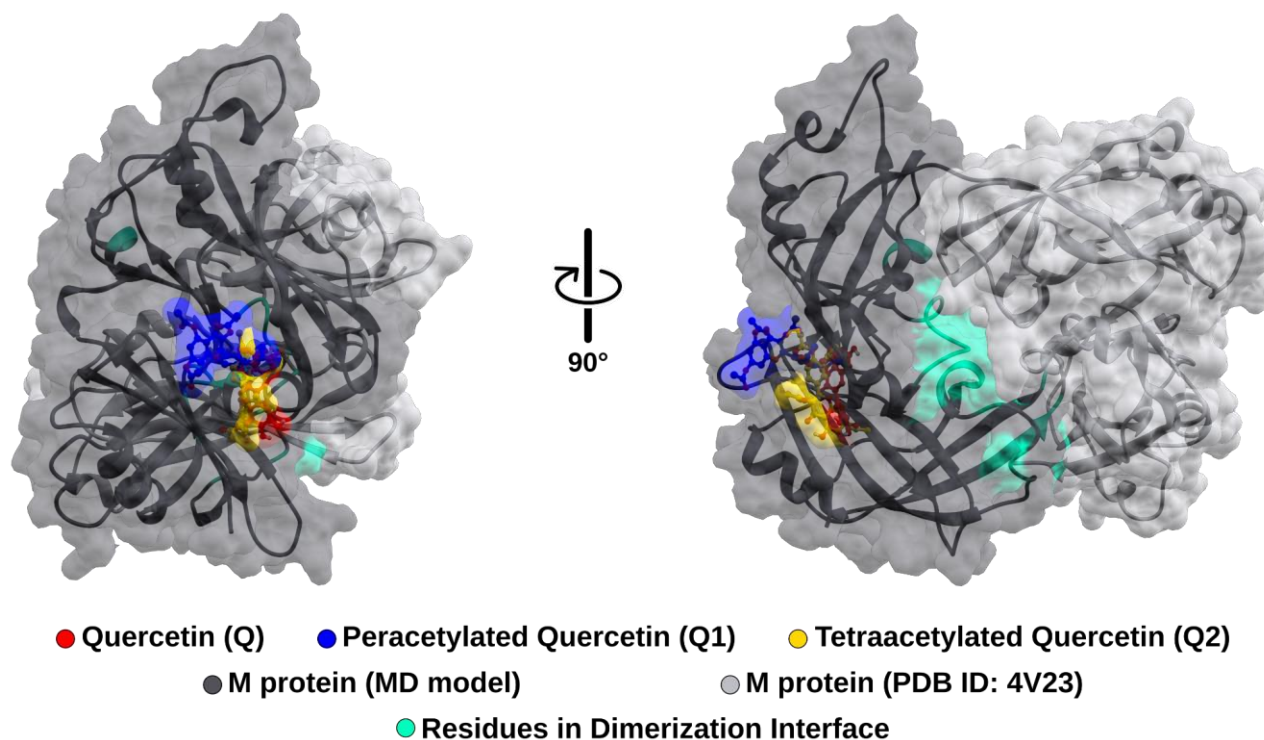 90°
Quercetin (Q) Peracetylated Quercetin (Q1) Tetraacetylated Quercetin (Q2)
M protein (MD model) M protein (PDB ID: 4V23)
Residues in Dimerization Interface